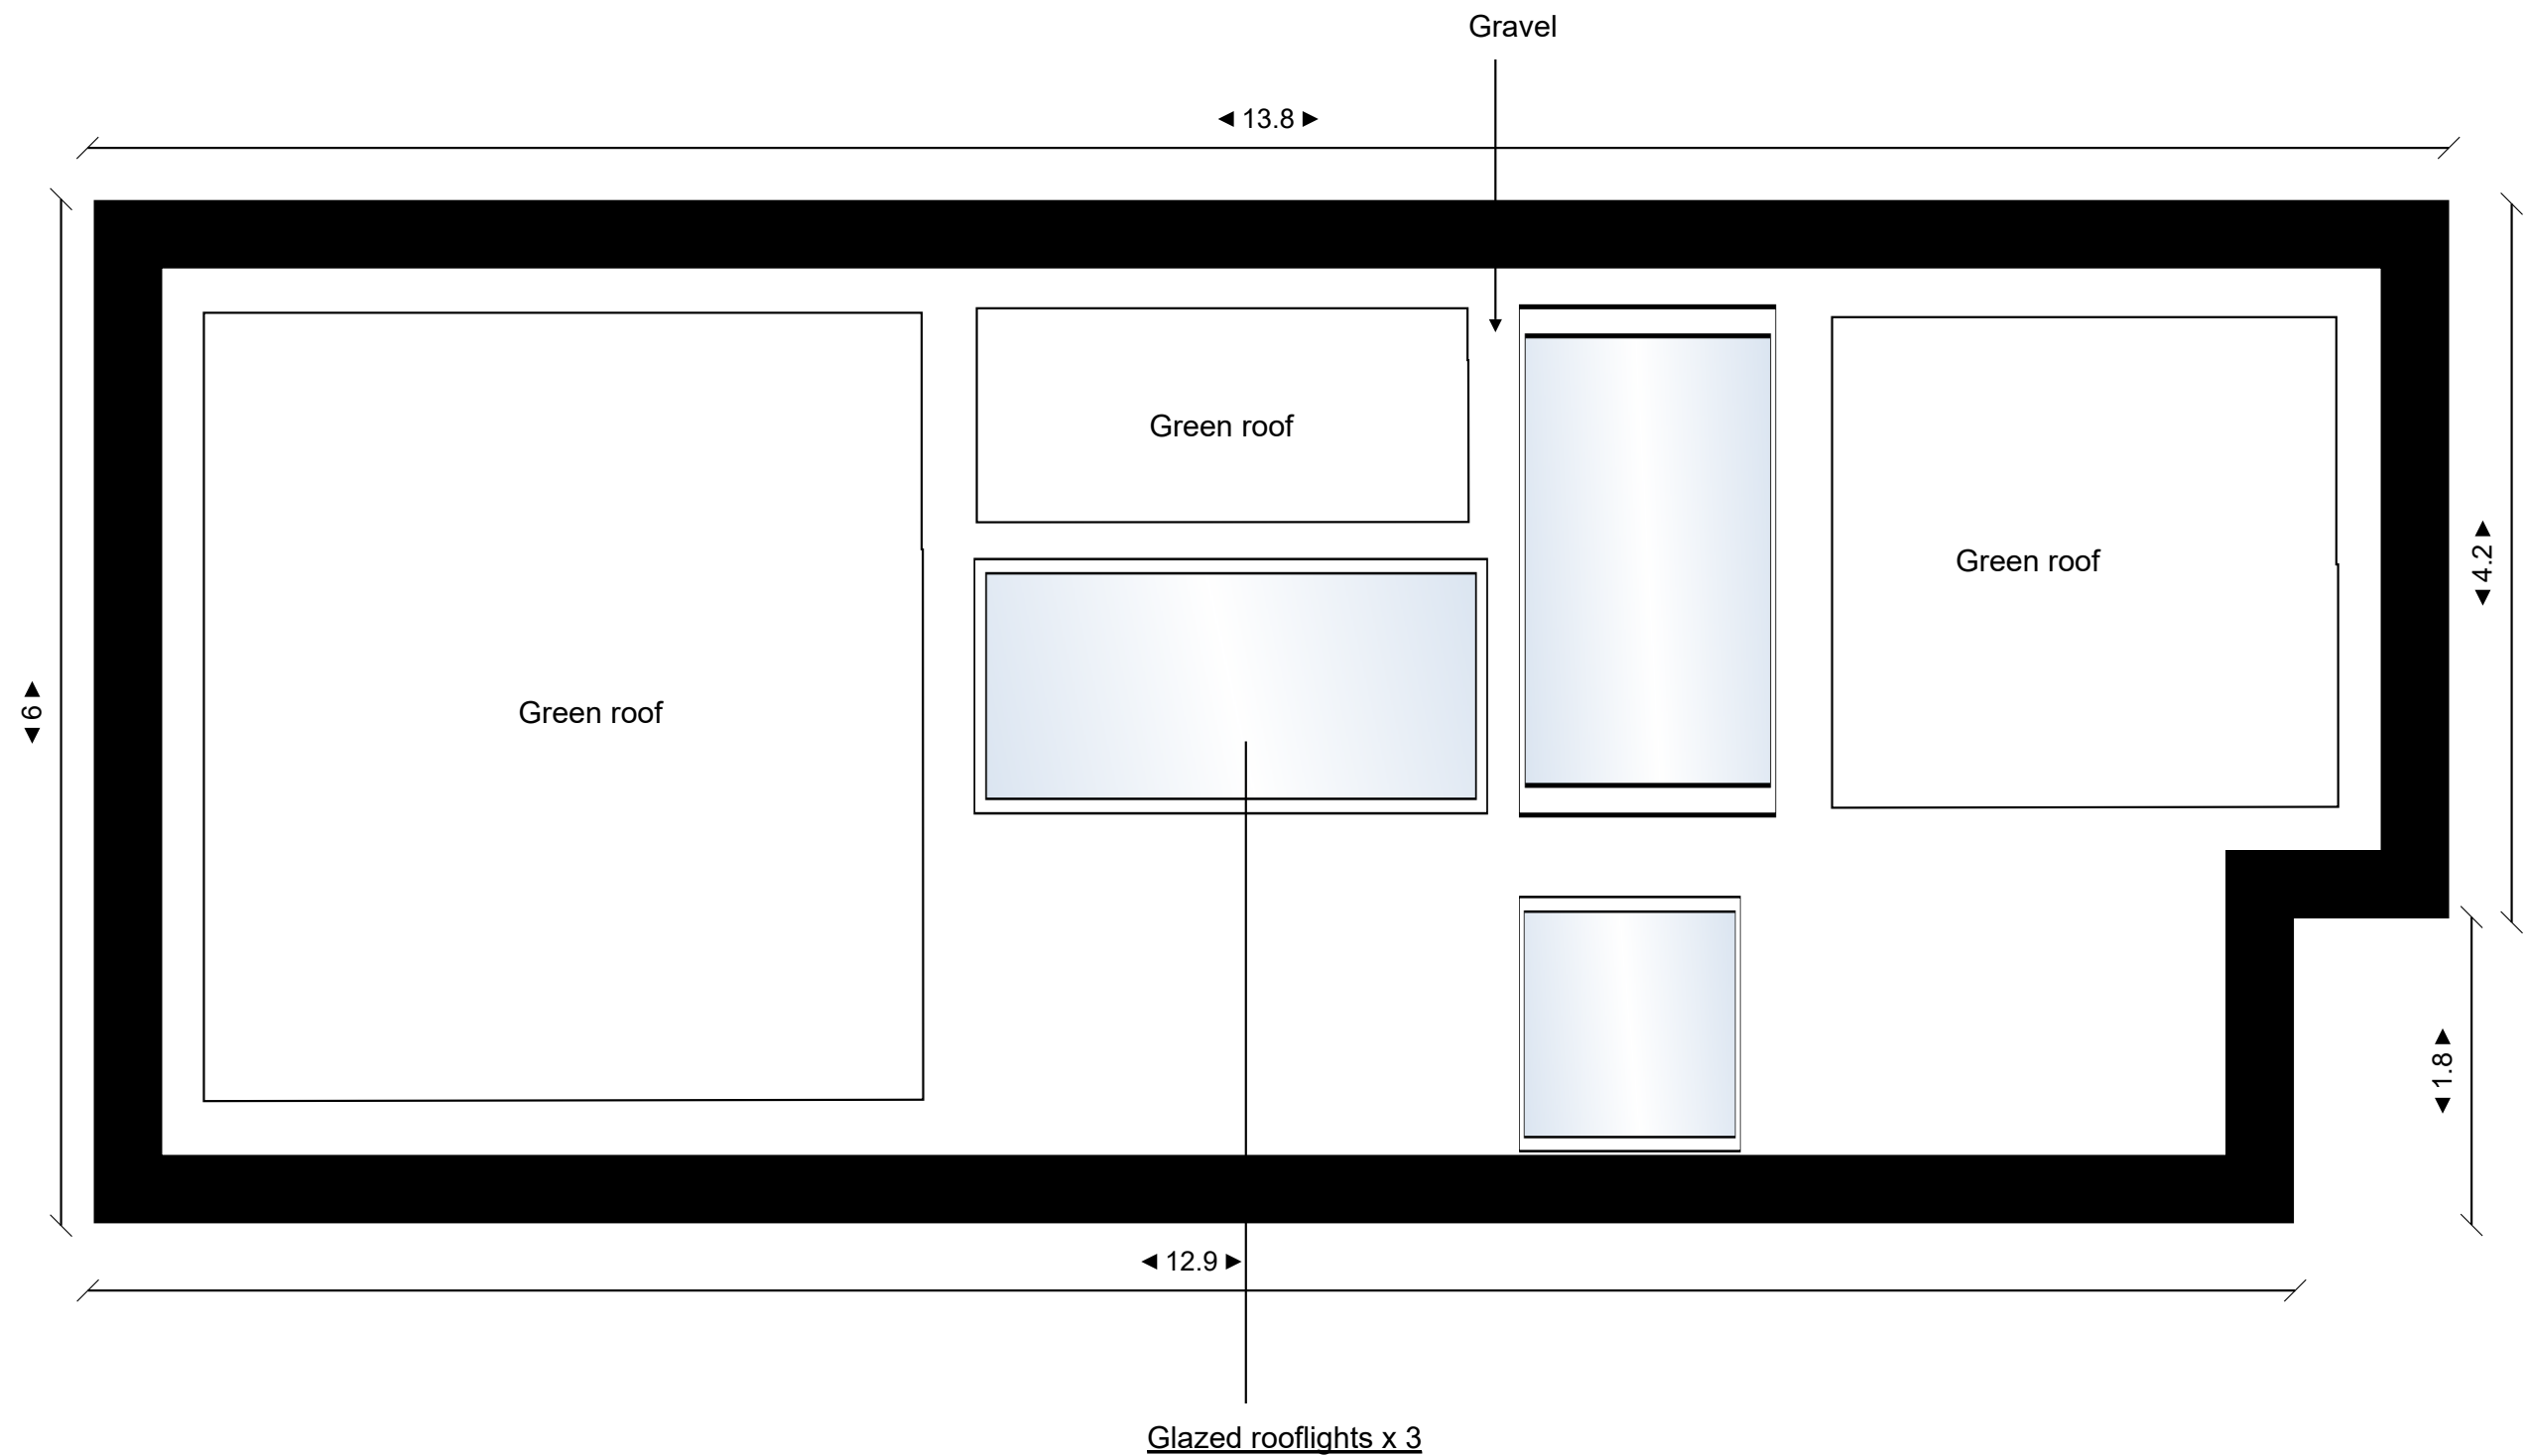 Gravel
◄ 13.8 ►
Green roof
Green roof
◄ 4.2 ►
◄ 6 ►
Green roof
◄ 1.8 ►
◄ 12.9 ►
Glazed rooflights x 3